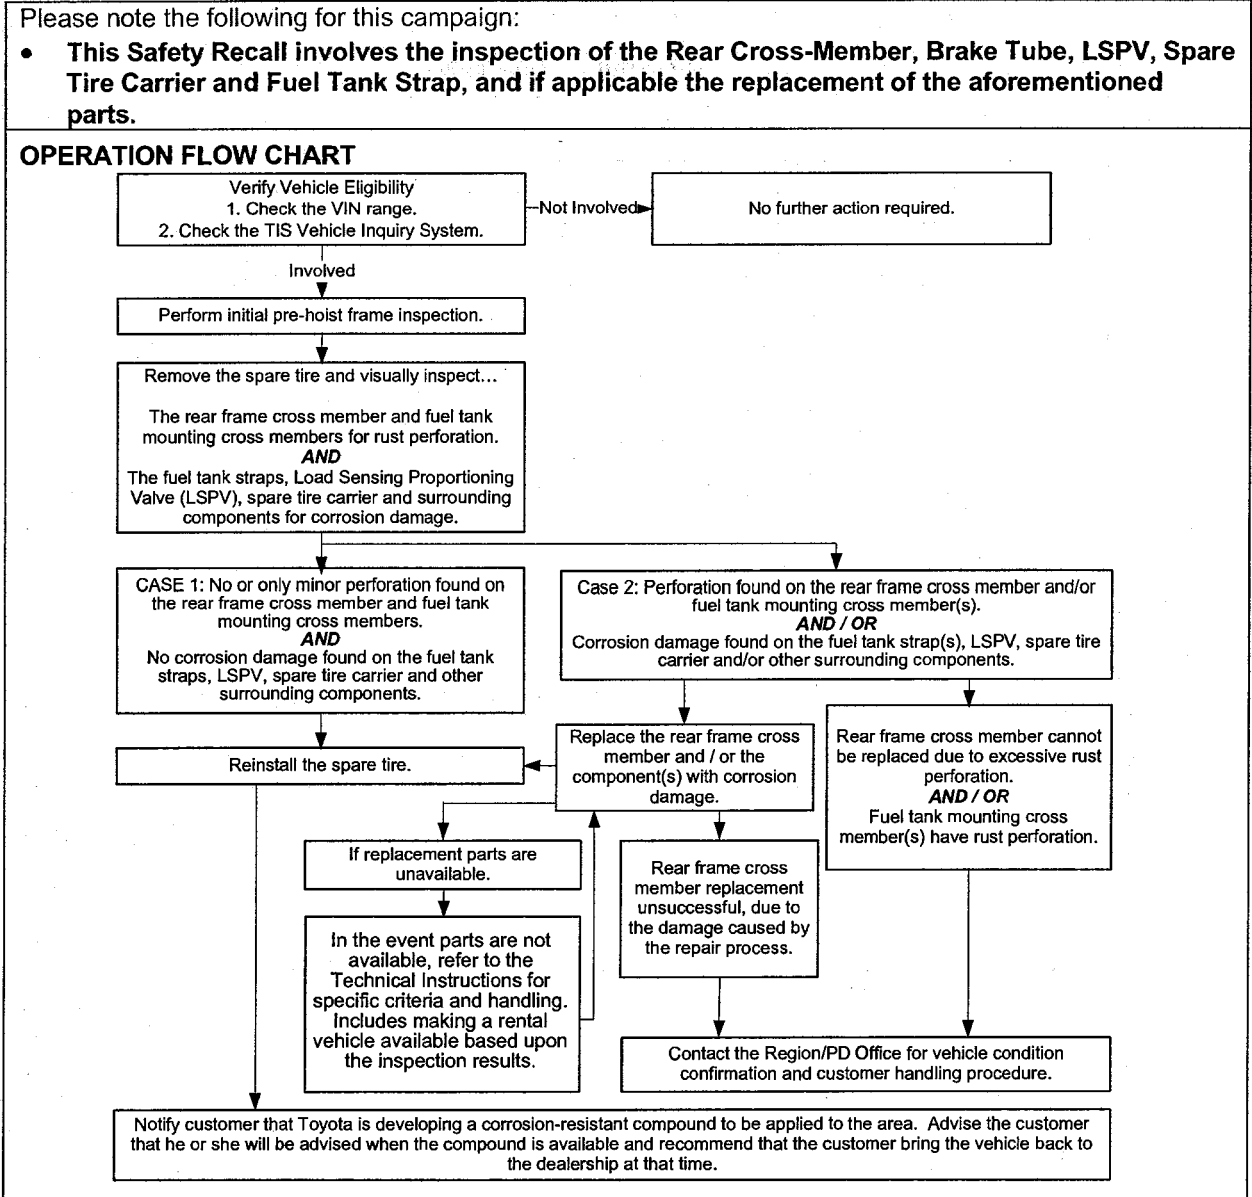 Please note the following for this campaign:
• This Safety Recall involves the inspection of the Rear Cross-Member, Brake Tube, LSPV, Spare
Tire Carrier and Fuel Tank Strap, and if applicable the replacement of the aforementioned
parts.
OPERATION FLOW CHART
Verify Vehicle Eligibility
1. Check the VIN range.
2. Check the TIS Vehicle Inquiry System.
Not Involved
No further action required.
Involved
Perform initial pre-hoist frame inspection.
Remove the spare tire and visually inspect...
The rear frame cross member and fuel tank
mounting cross members for rust perforation.
AND
The fuel tank straps, Load Sensing Proportioning
Valve (LSPV), spare tire carrier and surrounding
components for corrosion damage.
CASE 1: No or only minor perforation found on
the rear frame cross member and fuel tank
mounting cross members.
AND
No corrosion damage found on the fuel tank
straps, LSPV, spare tire carrier and other
surrounding components.
Case 2: Perforation found on the rear frame cross member and/or
fuel tank mounting cross member(s).
AND / OR
Corrosion damage found on the fuel tank strap(s), LSPV, spare tire
carrier and/or other surrounding components.
Reinstall the spare tire.
Replace the rear frame cross
member and / or the
component(s) with corrosion
damage.
Rear frame cross member cannot
be replaced due to excessive rust
perforation.
AND / OR
Fuel tank mounting cross
member(s) have rust perforation.
If replacement parts are
unavailable.
Rear frame cross
member replacement
unsuccessful, due to
the damage caused by
the repair process.
In the event parts are not
available, refer to the
Technical Instructions for
specific criteria and handling.
Includes making a rental
vehicle available based upon
the inspection results.
Contact the Region/PD Office for vehicle condition
confirmation and customer handling procedure.
Notify customer that Toyota is developing a corrosion-resistant compound to be applied to the area. Advise the customer
that he or she will be advised when the compound is available and recommend that the customer bring the vehicle back to
the dealership at that time.